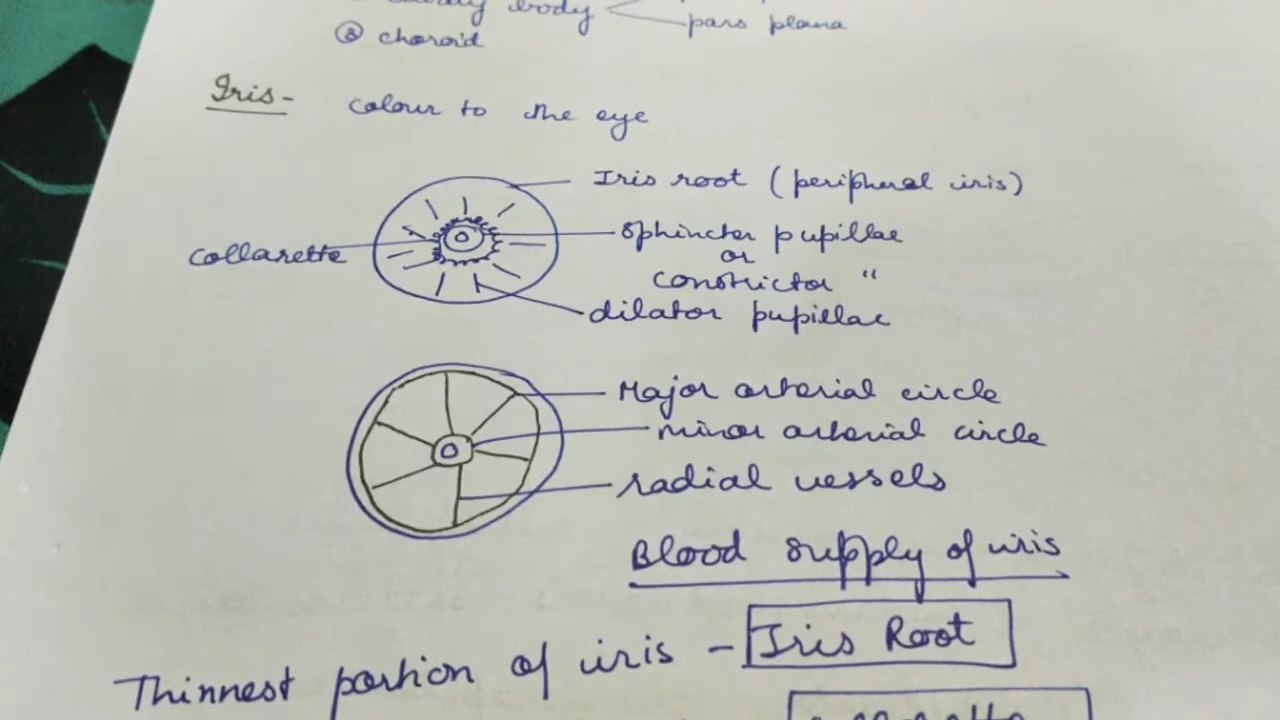 body
pars plana
③ choroid
Iris- colour to the eye
Iris root (peripheral iris)
sphincter pupillae
or
constrictor "
collarette
dilator pupillae
Major arterial circle
minor arterial circle
radial vessels
Blood supply of iris
Thinnest portion of iris - Iris Root